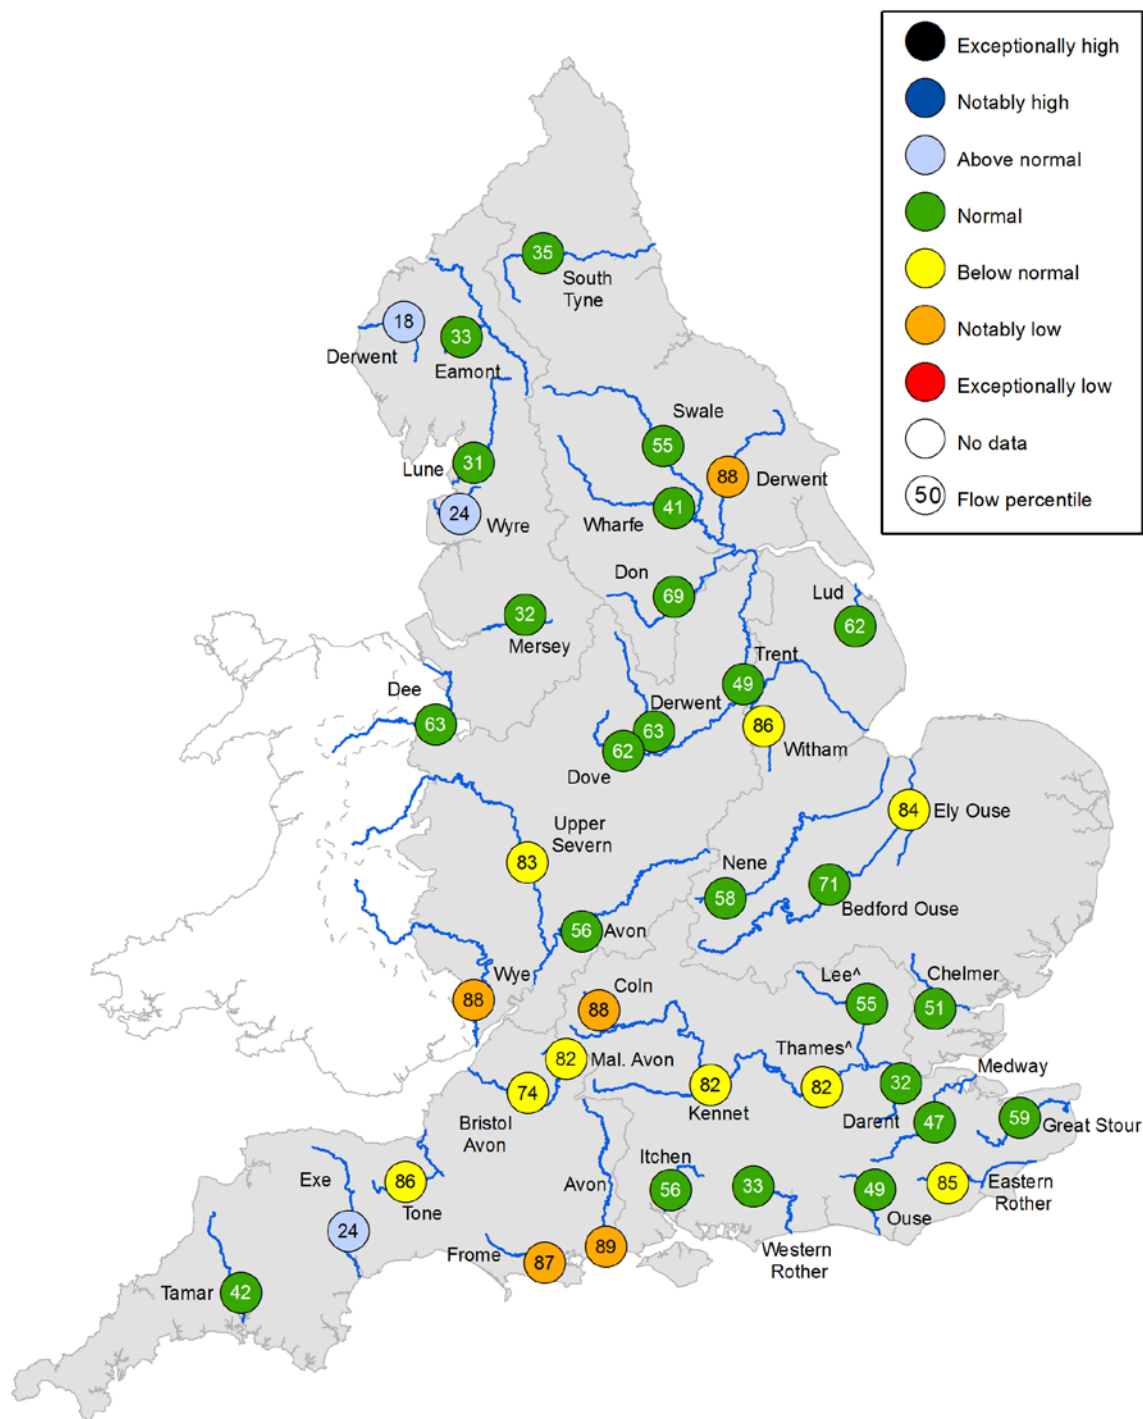 Exceptionally high
Notably high
Above normal
Normal
Below normal
Notably low
Exceptionally low
No data
50 Flow percentile
35
South
Tyne
18
Derwent
33
Eamont
Swale
55
31
Lune
88
Derwent
24
Wyre
41
Wharfe
Don
69
Lud
62
32
Mersey
Trent
49
Dee
63
Derwent
63
62
Dove
86
Witham
84
Ely Ouse
Upper
Severn
83
Nene
58
71
Bedford Ouse
56
Avon
Wye
88
Coln
88
Lee^
55
Chelmer
51
82
Mal. Avon
Thames^
82
Medway
74
Bristol
Avon
82
Kennet
32
Darent
47
59
Great Stour
Exe
86
Tone
Avon
Itchen
56
33
49
Ouse
85
Eastern
Rother
24
Frome
87
89
Western
Rother
Tamar
42